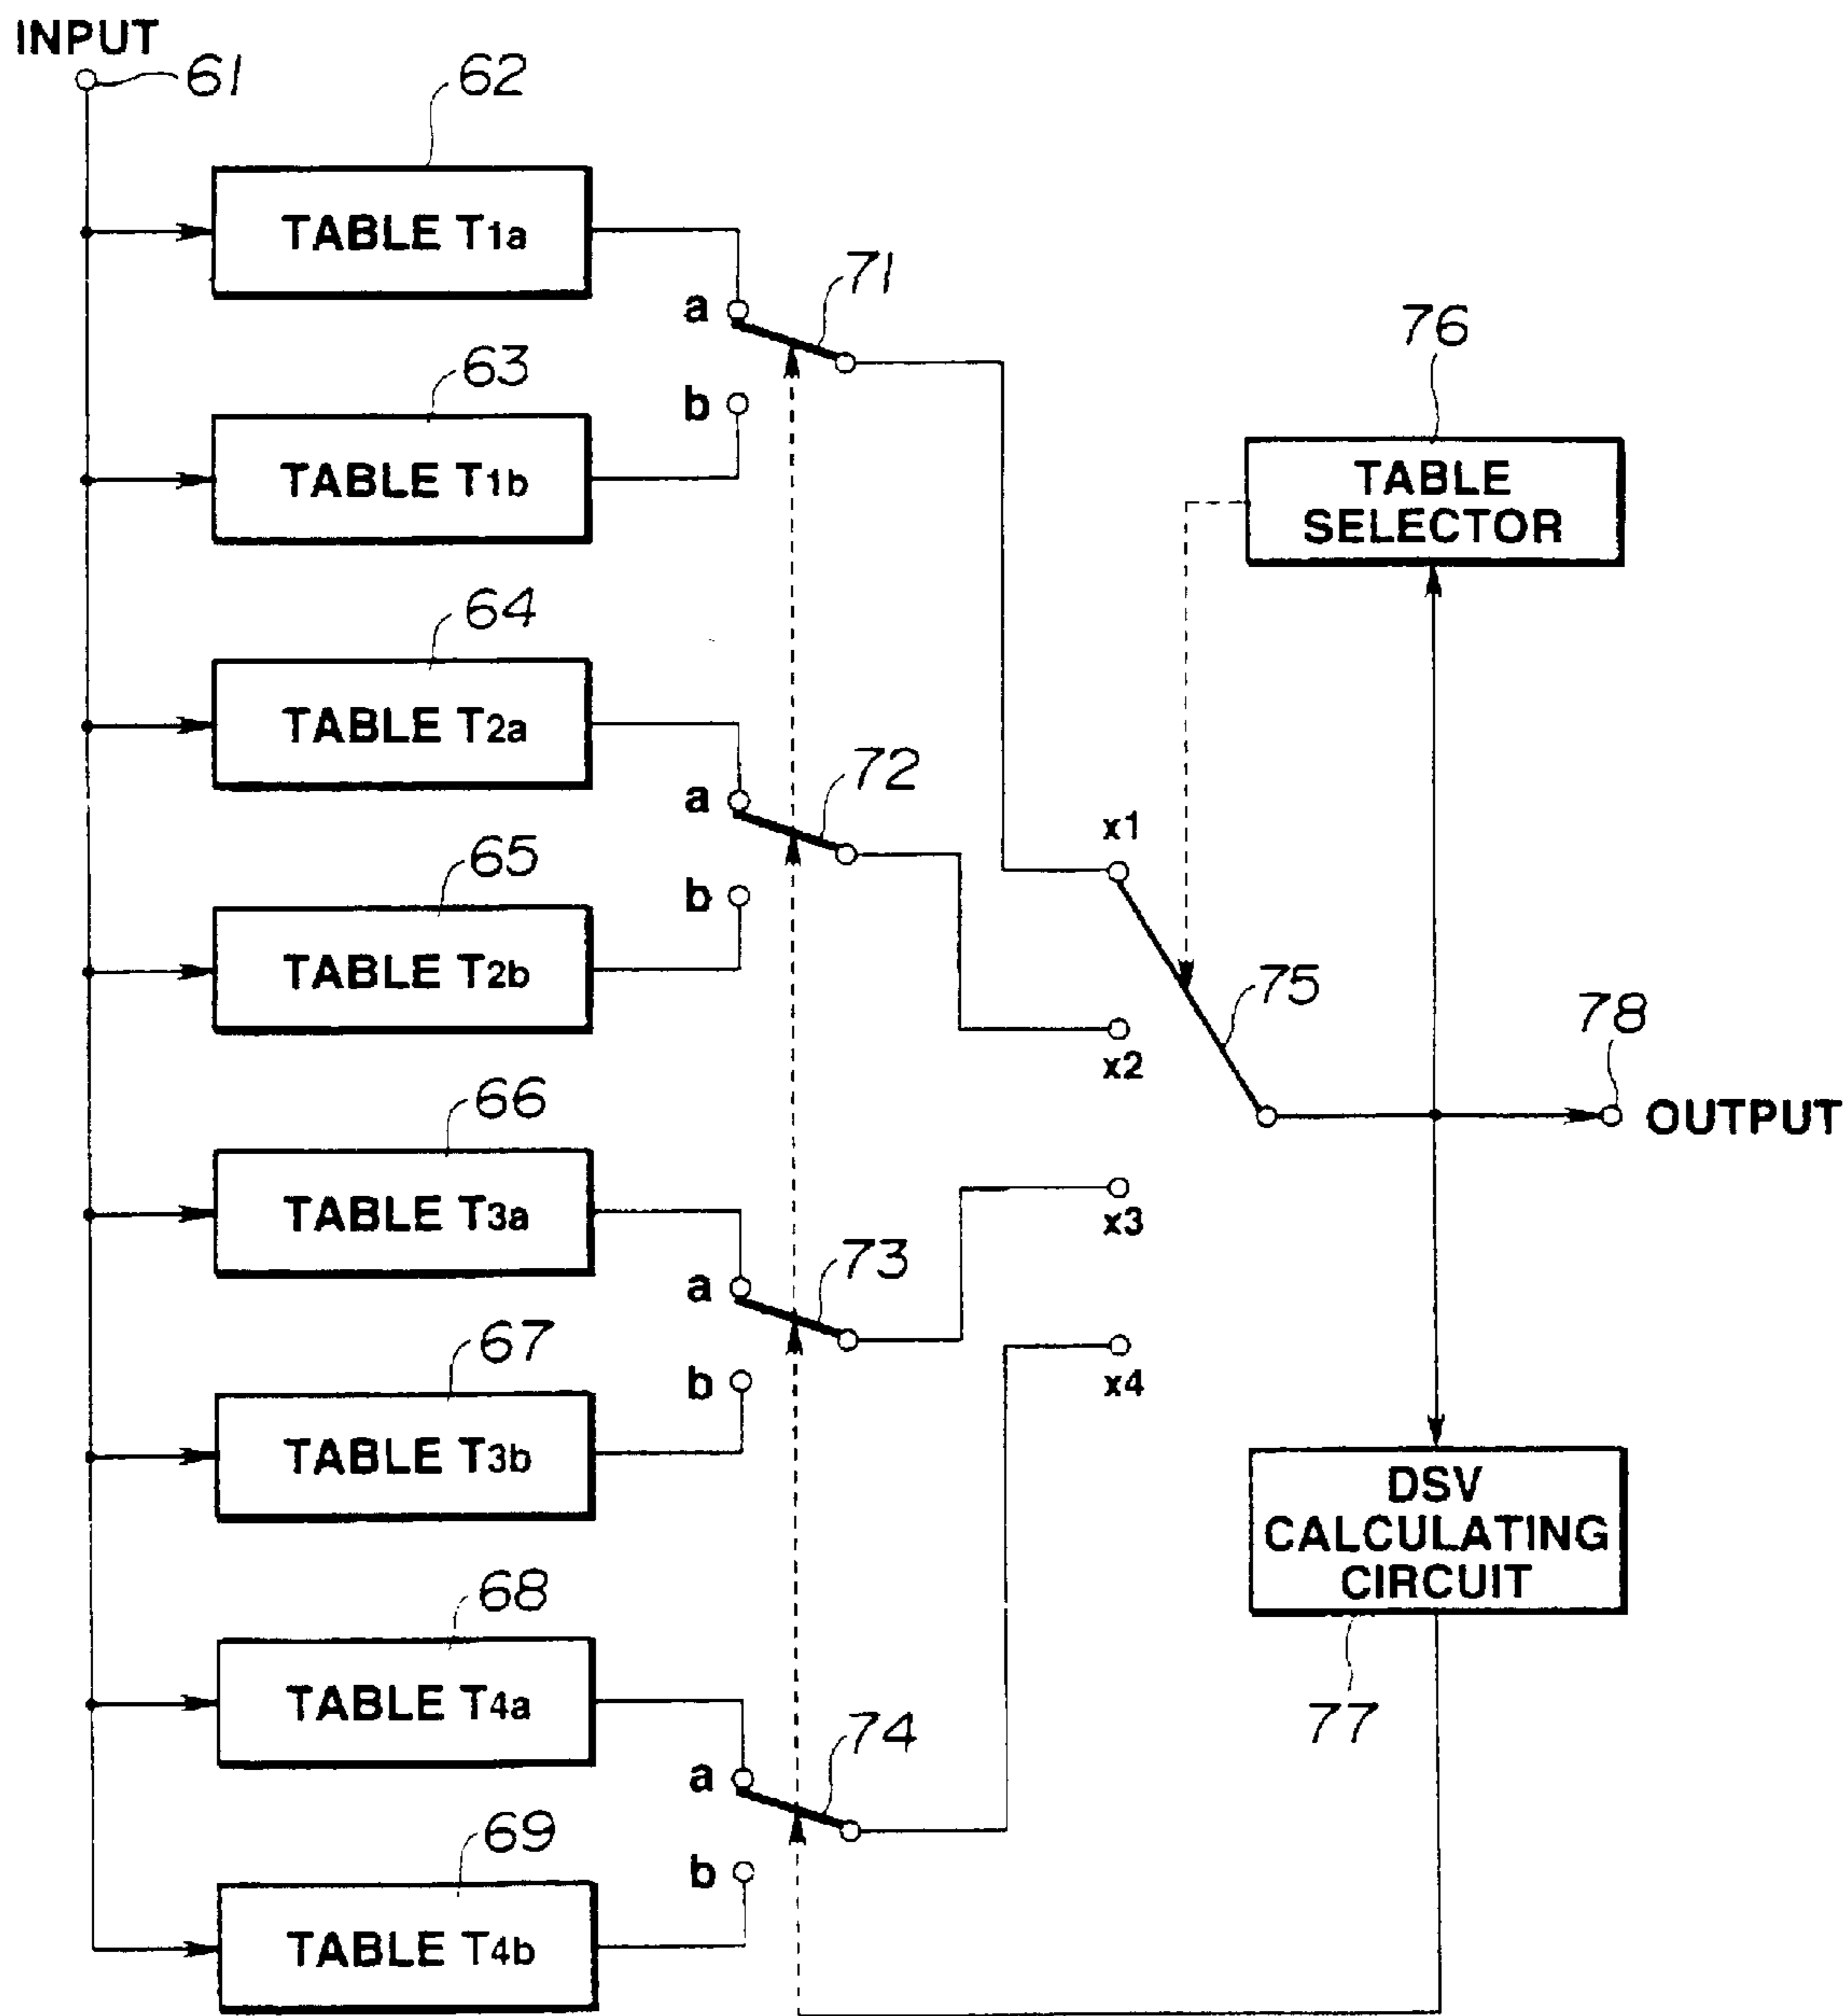 INPUT
61
62
TABLE T1a
71
a
76
63
b
TABLE T1b
TABLE
SELECTOR
64
TABLE T2a
72
a
x1
65
b
TABLE T2b
75
78
x2
66
OUTPUT
TABLE T3a
x3
73
a
67
b
x4
TABLE T3b
DSV
CALCULATING
CIRCUIT
68
TABLE T4a
74
77
a
69
b
TABLE T4b